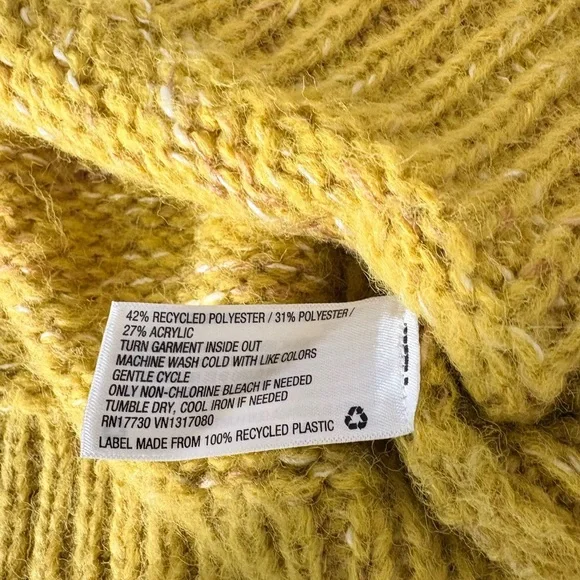 42% RECYCLED POLYESTER / 31% POLYESTER /
27% ACRYLIC
TURN GARMENT INSIDE OUT
MACHINE WASH COLD WITH LIKE COLORS
GENTLE CYCLE
ONLY NON-CHLORINE BLEACH IF NEEDED
TUMBLE DRY, COOL IRON IF NEEDED
RN17730 VN1317080
LABEL MADE FROM 100% RECYCLED PLASTIC